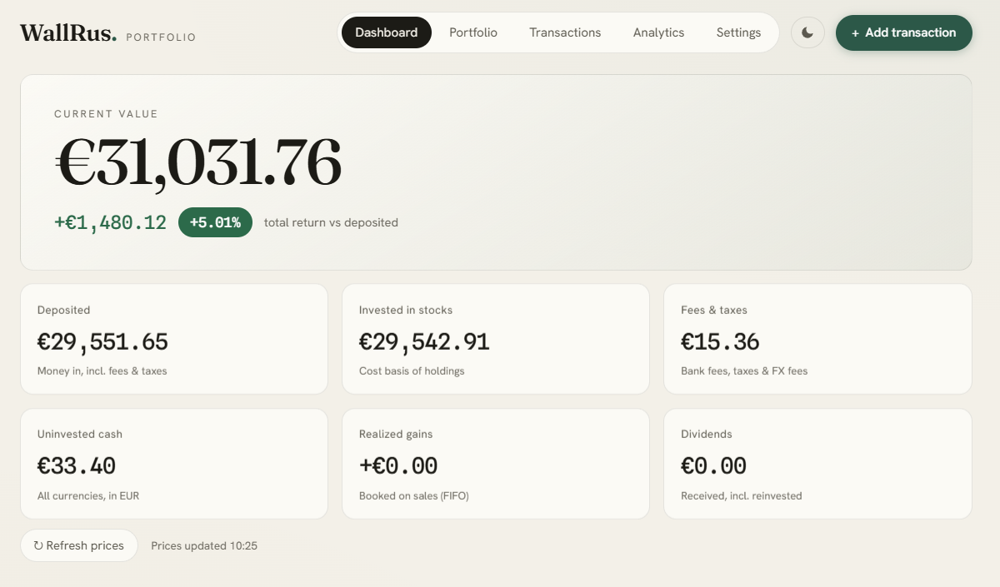 WallRus. PORTFOLIO
Dashboard Portfolio Transactions Analytics Settings
+ Add transaction
CURRENT VALUE
€31,031.76
+€1,480.12 +5.01% total return vs deposited
Deposited
€29,551.65
Money in, incl. fees & taxes
Invested in stocks
€29,542.91
Cost basis of holdings
Fees & taxes
€15.36
Bank fees, taxes & FX fees
Uninvested cash
€33.40
All currencies, in EUR
Realized gains
+€0.00
Booked on sales (FIFO)
Dividends
€0.00
Received, incl. reinvested
↻ Refresh prices Prices updated 10:25